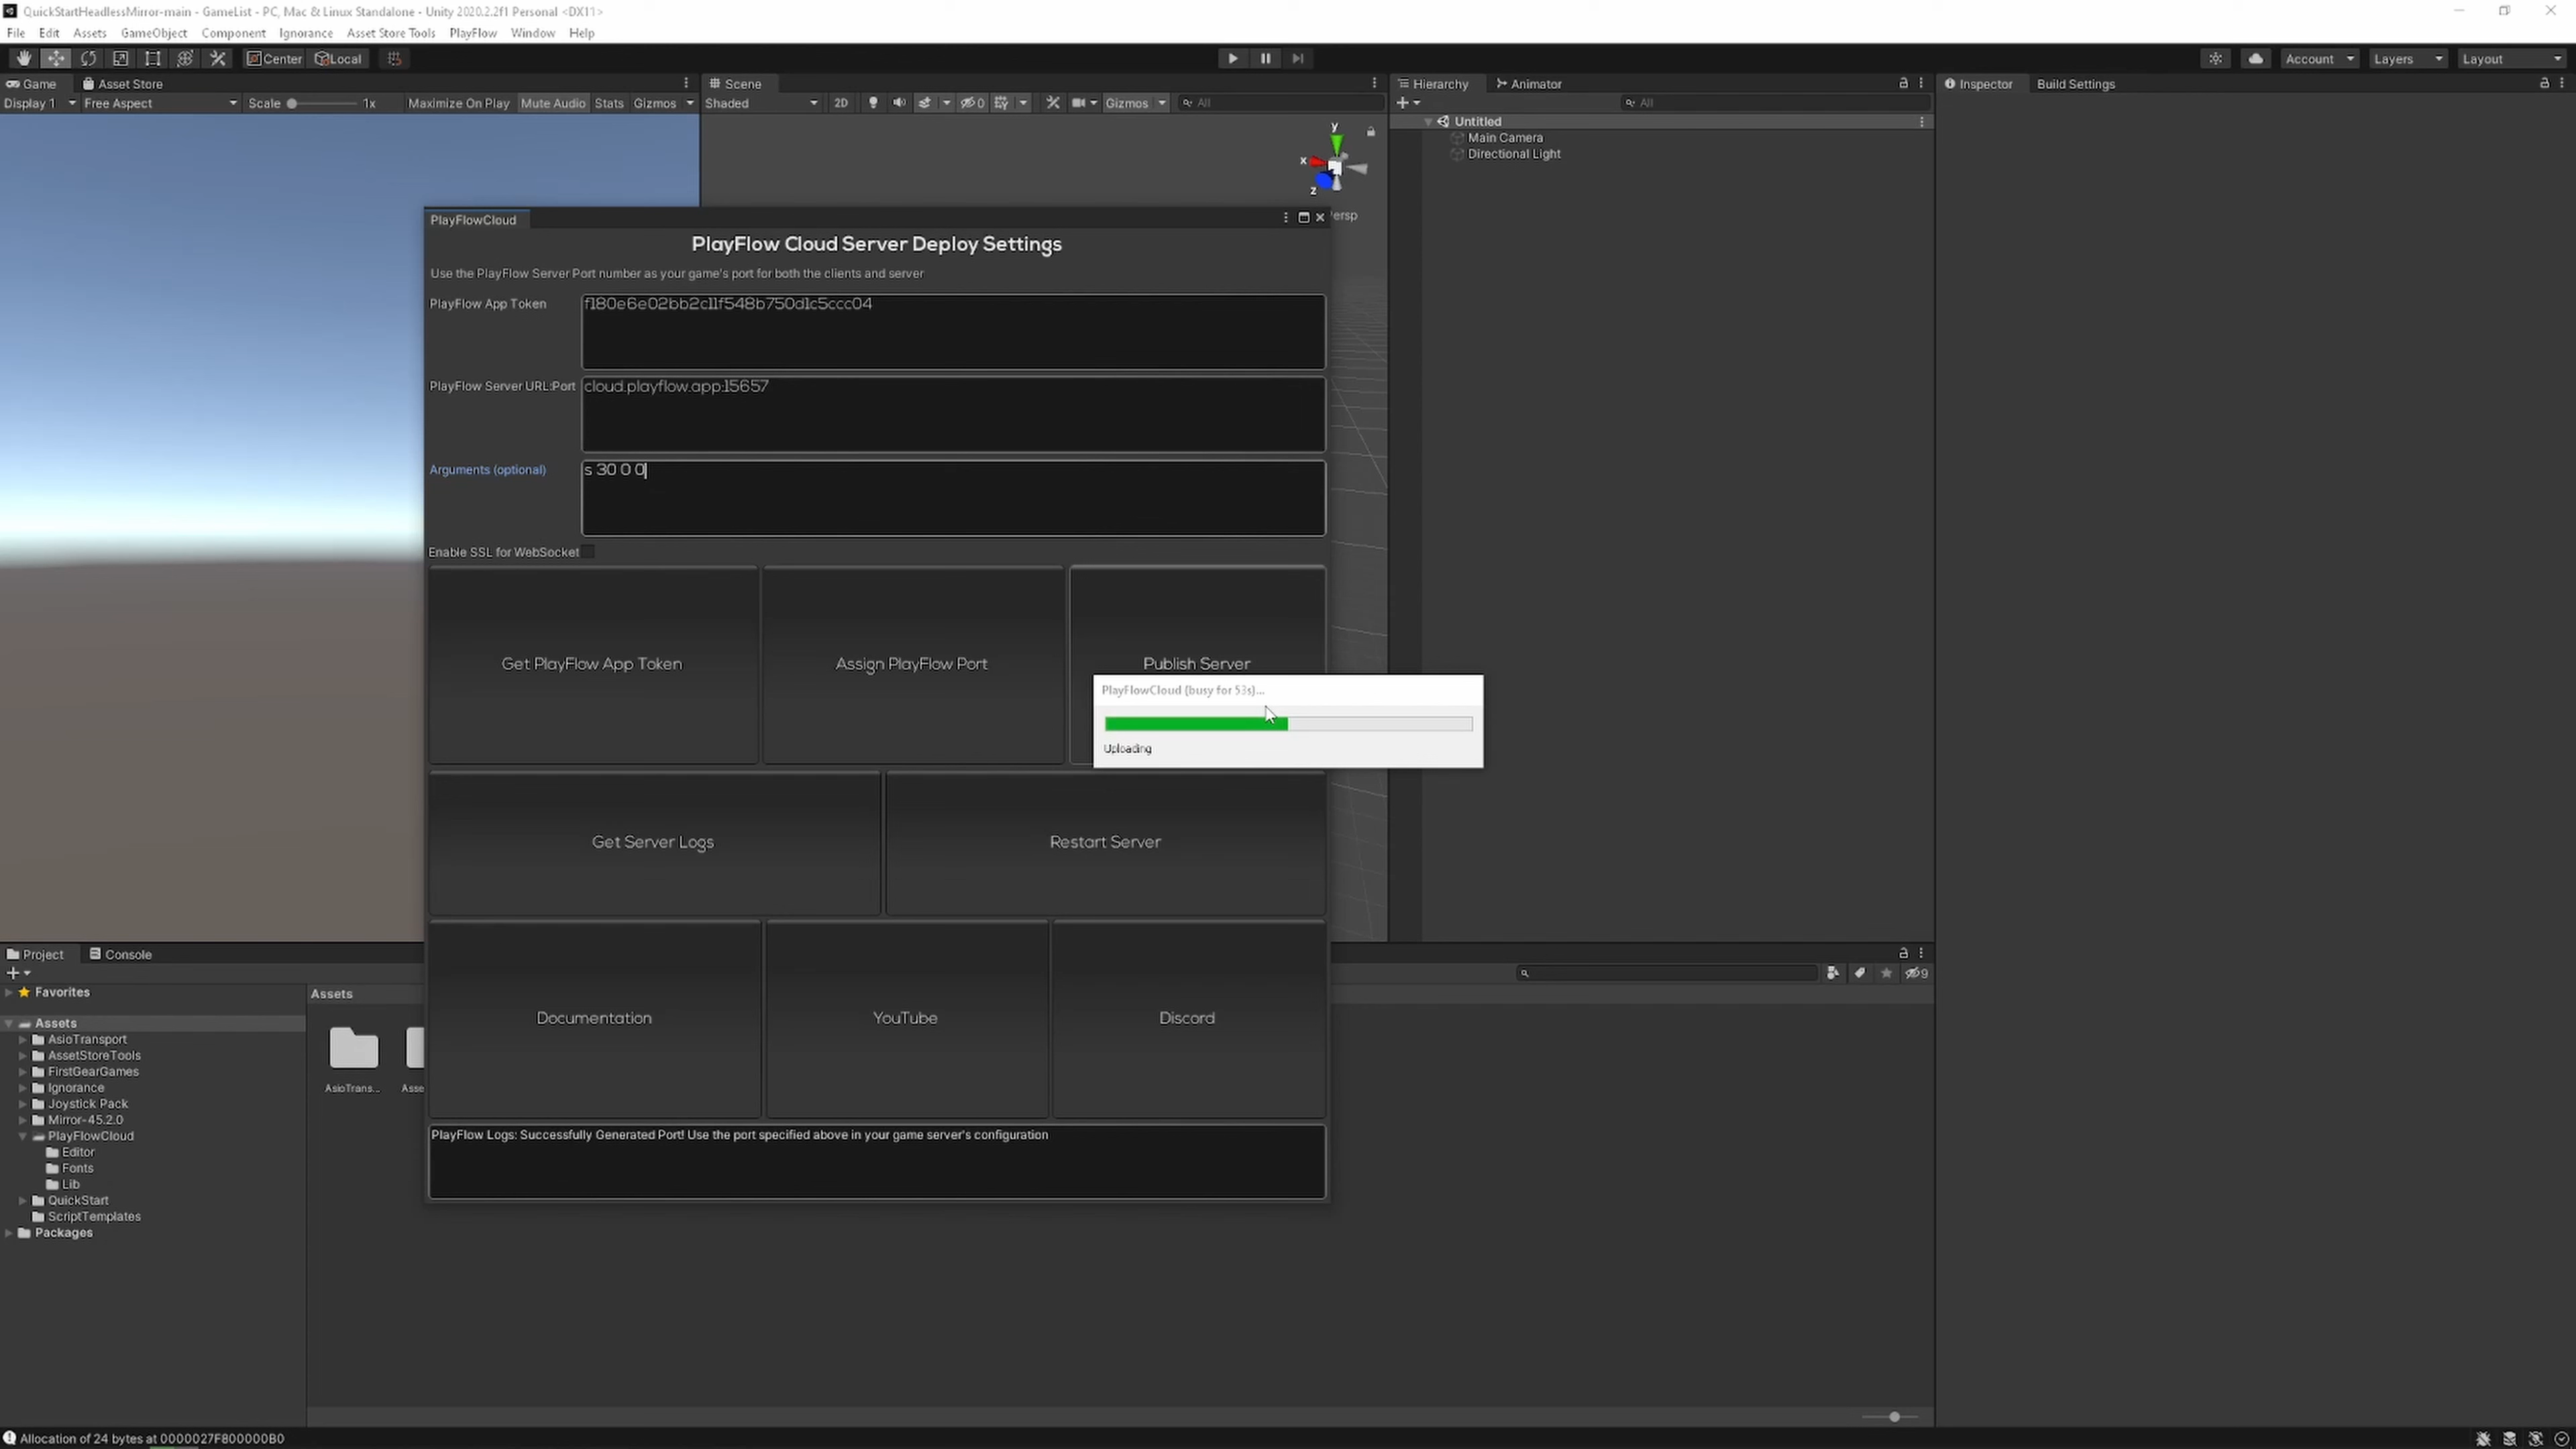 QuickStartHeadlessMirror-main - GameList - PC, Mac & Linux Standalone - Unity 2020.2.2f1 Personal <DX11>
File Edit Assets GameObject Component Ignorance Asset Store Tools PlayFlow Window Help
Center Local Account Layers Layout
Game Asset Store Scene Hierarchy Animator Inspector Build Settings
Display 1 Free Aspect Scale 1x Maximize On Play Mute Audio Stats Gizmos Shaded 2D 0 Gizmos All All
Untitled
Main Camera
Directional Light
y
x
z
ersp
PlayFlowCloud
PlayFlow Cloud Server Deploy Settings
Use the PlayFlow Server Port number as your game's port for both the clients and server
PlayFlow App Token f180e6e02bb2c11f548b750d1c5ccc04
PlayFlow Server URL:Port cloud.playflow.app:15657
Arguments (optional) s 30 0 0
Enable SSL for WebSocket
Get PlayFlow App Token Assign PlayFlow Port Publish Server
PlayFlowCloud (busy for 53s)...
Uploading
Get Server Logs Restart Server
Documentation YouTube Discord
PlayFlow Logs: Successfully Generated Port! Use the port specified above in your game server's configuration
Project Console
9
Favorites
Assets
Assets
AsioTransport
AssetStoreTools
FirstGearGames
Ignorance
Joystick Pack
Mirror-45.2.0
PlayFlowCloud
Editor
Fonts
Lib
QuickStart
ScriptTemplates
Packages
AsioTrans... Asse
Allocation of 24 bytes at 0000027F800000B0